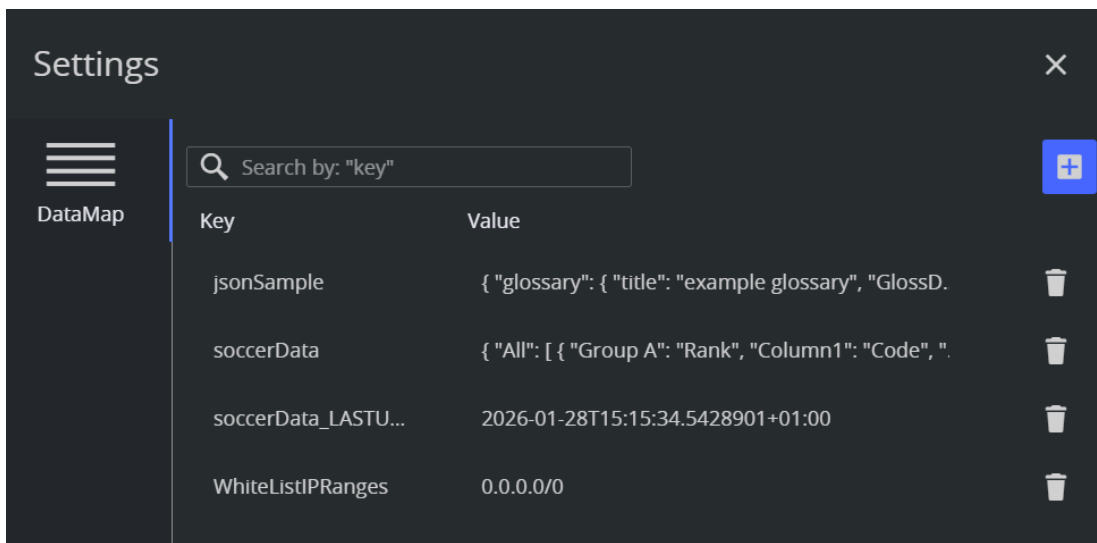 Settings
DataMap
Search by: "key"
Key Value
jsonSample { "glossary": { "title": "example glossary", "GlossD..
soccerData { "All": [ { "Group A": "Rank", "Column1": "Code", ".
soccerData_LASTU... 2026-01-28T15:15:34.5428901+01:00
WhiteListIPRanges 0.0.0.0/0